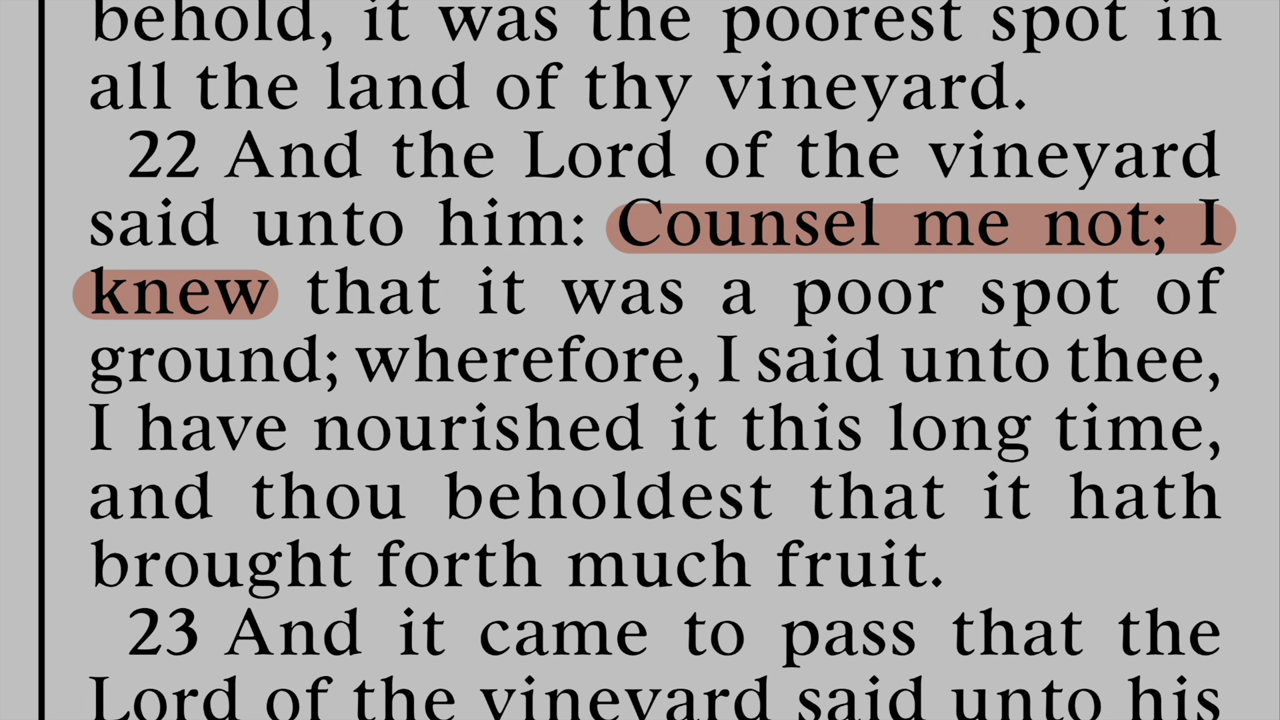 behold, it was the poorest spot in
all the land of thy vineyard.
22 And the Lord of the vineyard
said unto him: Counsel me not; I
knew that it was a poor spot of
ground; wherefore, I said unto thee,
I have nourished it this long time,
and thou beholdest that it hath
brought forth much fruit.
23 And it came to pass that the
Lord of the vineyard said unto his